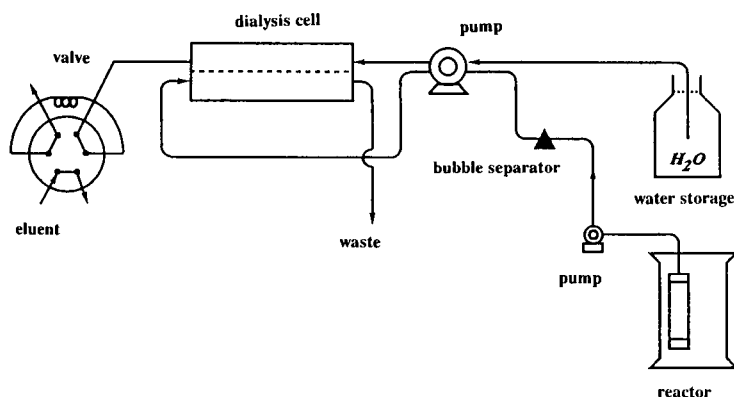 dialysis cell
pump
valve
bubble separator
H2O
water storage
eluent
waste
pump
reactor